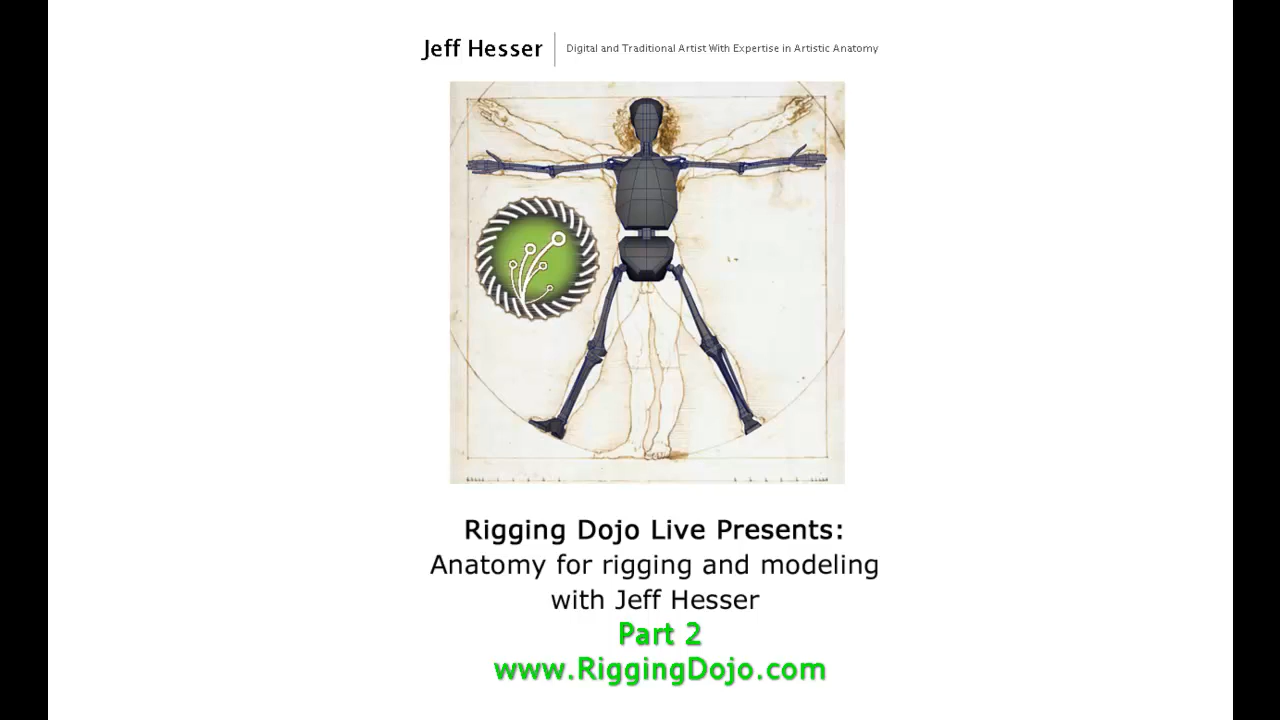 Jeff Hesser | Digital and Traditional Artist With Expertise in Artistic Anatomy
Rigging Dojo Live Presents:
Anatomy for rigging and modeling
with Jeff Hesser
Part 2
www.RiggingDojo.com